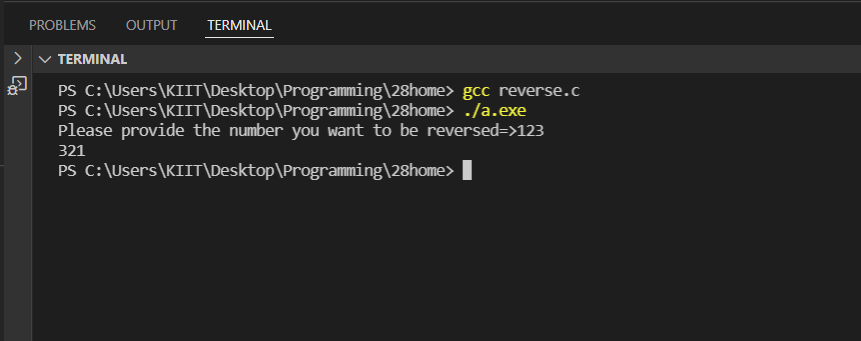 PROBLEMS OUTPUT TERMINAL
TERMINAL
PS C:\Users\KIIT\Desktop\Programming\28home> gcc reverse.c
PS C:\Users\KIIT\Desktop\Programming\28home> ./a.exe
Please provide the number you want to be reversed=>123
321
PS C:\Users\KIIT\Desktop\Programming\28home>